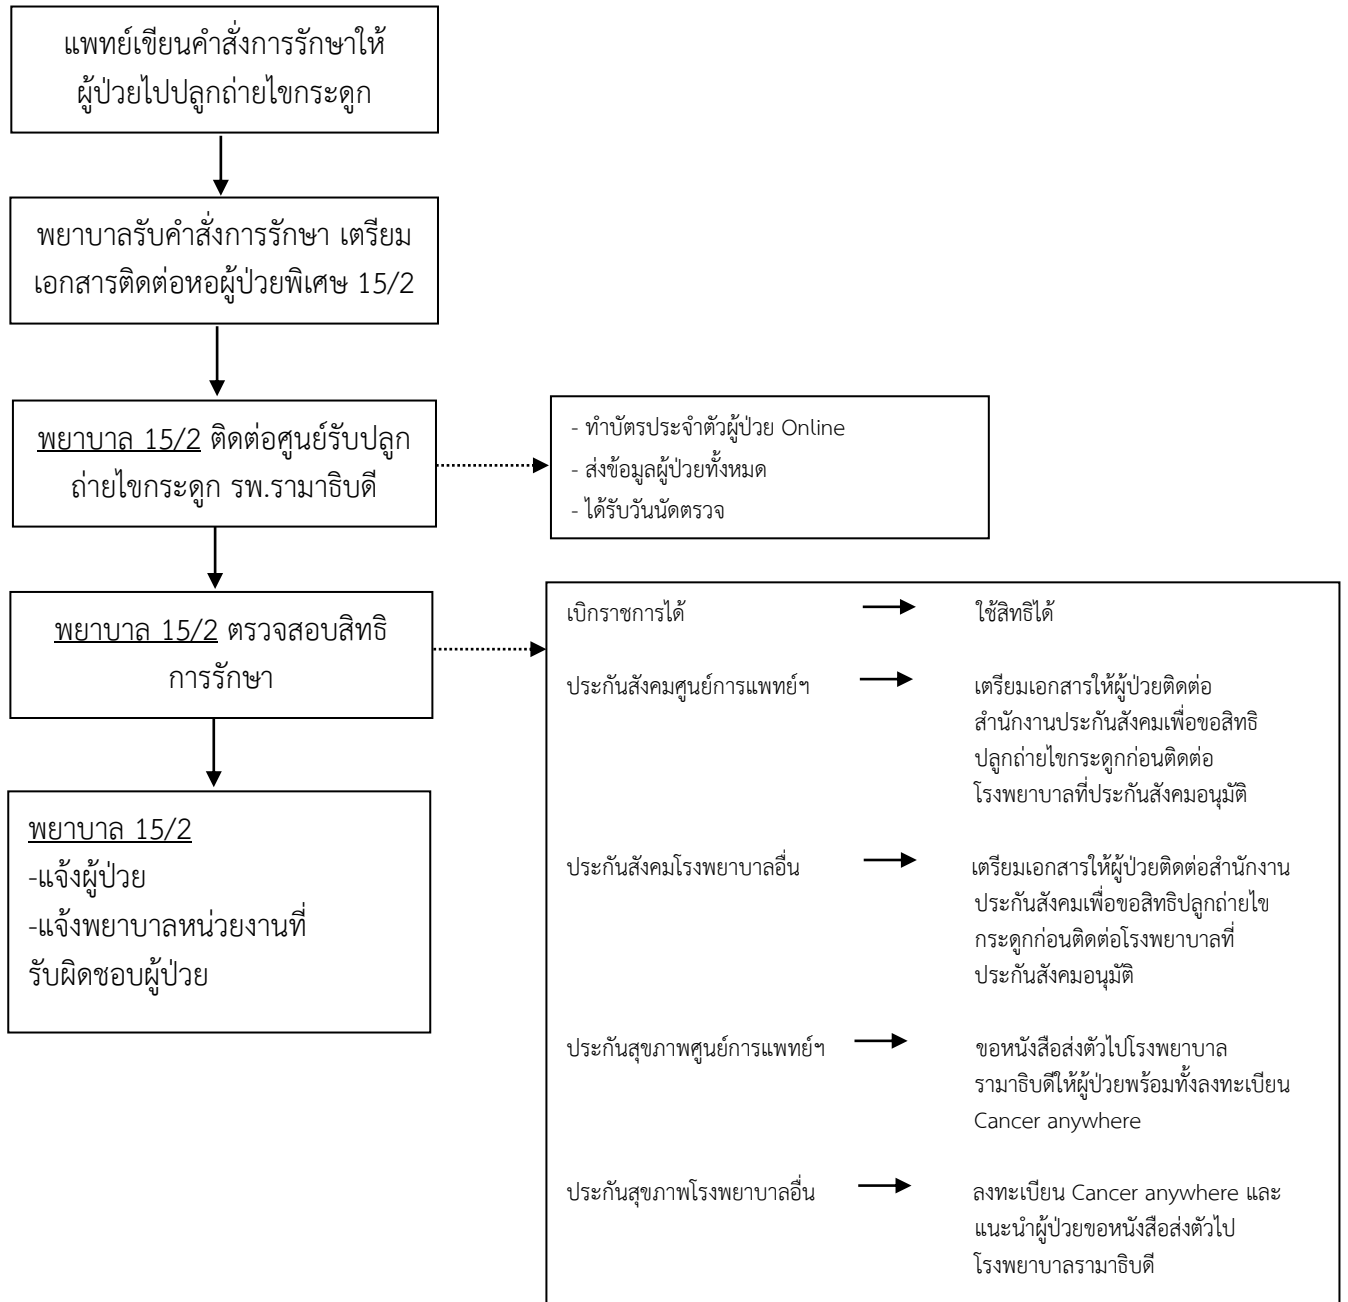 แพทย์เขียนคำสั่งการรักษาให้
ผู้ป่วยไปปลูกถ่ายไขกระดูก
พยาบาลรับคำสั่งการรักษา เตรียม
เอกสารติดต่อหอผู้ป่วยพิเศษ 15/2
พยาบาล 15/2 ติดต่อศูนย์รับปลูก
ถ่ายไขกระดูก รพ.รามาธิบดี
- ทำบัตรประจำตัวผู้ป่วย Online
- ส่งข้อมูลผู้ป่วยทั้งหมด
- ได้รับวันนัดตรวจ
พยาบาล 15/2 ตรวจสอบสิทธิ
การรักษา
เบิกราชการได้
ใช้สิทธิได้
ประกันสังคมศูนย์การแพทย์ฯ
เตรียมเอกสารให้ผู้ป่วยติดต่อ
สำนักงานประกันสังคมเพื่อขอสิทธิ
ปลูกถ่ายไขกระดูกก่อนติดต่อ
โรงพยาบาลที่ประกันสังคมอนุมัติ
ประกันสังคมโรงพยาบาลอื่น
เตรียมเอกสารให้ผู้ป่วยติดต่อสำนักงาน
ประกันสังคมเพื่อขอสิทธิปลูกถ่ายไข
กระดูกก่อนติดต่อโรงพยาบาลที่
ประกันสังคมอนุมัติ
ประกันสุขภาพศูนย์การแพทย์ฯ
ขอหนังสือส่งตัวไปโรงพยาบาล
รามาธิบดีให้ผู้ป่วยพร้อมทั้งลงทะเบียน
Cancer anywhere
ประกันสุขภาพโรงพยาบาลอื่น
ลงทะเบียน Cancer anywhere และ
แนะนำผู้ป่วยขอหนังสือส่งตัวไป
โรงพยาบาลรามาธิบดี
พยาบาล 15/2
-แจ้งผู้ป่วย
-แจ้งพยาบาลหน่วยงานที่
รับผิดชอบผู้ป่วย